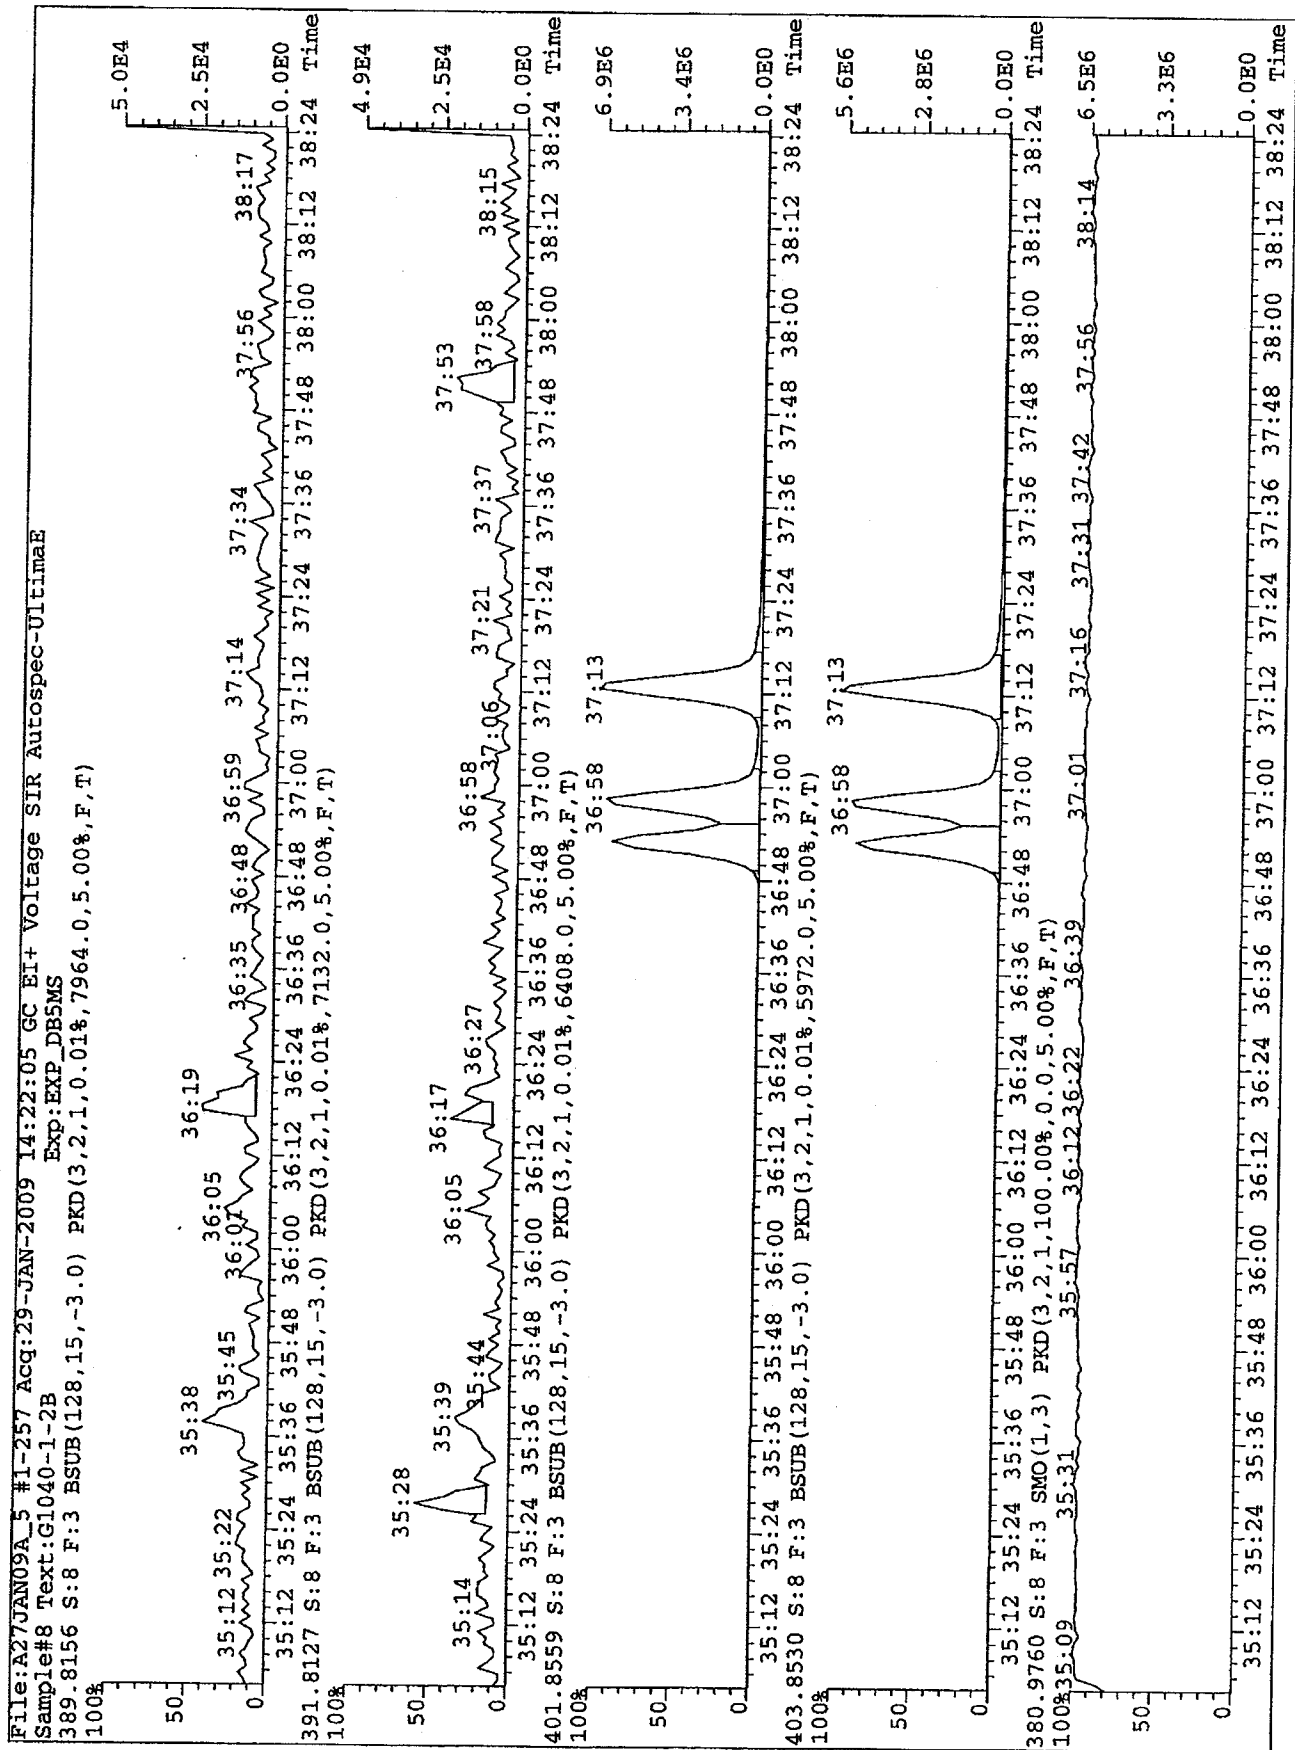 File:A27JAN09A_5 #1-257 Acq:29-JAN-2009 14:22:05 GC EI+ Voltage SIR Autospec-UltimaE
Sample#8 Text:G1040-1-2B Exp:EXP_DB5MS
389.8156 S:8 F:3 BSUB(128,15,-3.0) PKD(3,2,1,0.01%,7964.0,5.00%,F,T)
100% 5.0E4
35:38 36:19
50 2.5E4
35:12 35:22 35:45 36:01 36:05 36:35 36:48 36:59 37:14 37:34 37:56 38:17
0 0.0E0
35:12 35:24 35:36 35:48 36:00 36:12 36:24 36:36 36:48 37:00 37:12 37:24 37:36 37:48 38:00 38:12 38:24 Time
391.8127 S:8 F:3 BSUB(128,15,-3.0) PKD(3,2,1,0.01%,7132.0,5.00%,F,T)
100% 4.9E4
35:28 37:53
50 2.5E4
35:14 35:39 35:44 36:05 36:17 36:27 36:58 37:06 37:21 37:37 37:58 38:15
0 0.0E0
35:12 35:24 35:36 35:48 36:00 36:12 36:24 36:36 36:48 37:00 37:12 37:24 37:36 37:48 38:00 38:12 38:24 Time
401.8559 S:8 F:3 BSUB(128,15,-3.0) PKD(3,2,1,0.01%,6408.0,5.00%,F,T)
100% 36:58 37:13 6.9E6
50 3.4E6
0 0.0E0
35:12 35:24 35:36 35:48 36:00 36:12 36:24 36:36 36:48 37:00 37:12 37:24 37:36 37:48 38:00 38:12 38:24 Time
403.8530 S:8 F:3 BSUB(128,15,-3.0) PKD(3,2,1,0.01%,5972.0,5.00%,F,T)
100% 36:58 37:13 5.6E6
50 2.8E6
0 0.0E0
35:12 35:24 35:36 35:48 36:00 36:12 36:24 36:36 36:48 37:00 37:12 37:24 37:36 37:48 38:00 38:12 38:24 Time
380.9760 S:8 F:3 SMO(1,3) PKD(3,2,1,100.00%,0.0,5.00%,F,T)
100% 35:09 35:31 35:57 36:12 36:22 36:39 37:01 37:16 37:31 37:42 37:56 38:14 6.5E6
50 3.3E6
0 0.0E0
35:12 35:24 35:36 35:48 36:00 36:12 36:24 36:36 36:48 37:00 37:12 37:24 37:36 37:48 38:00 38:12 38:24 Time